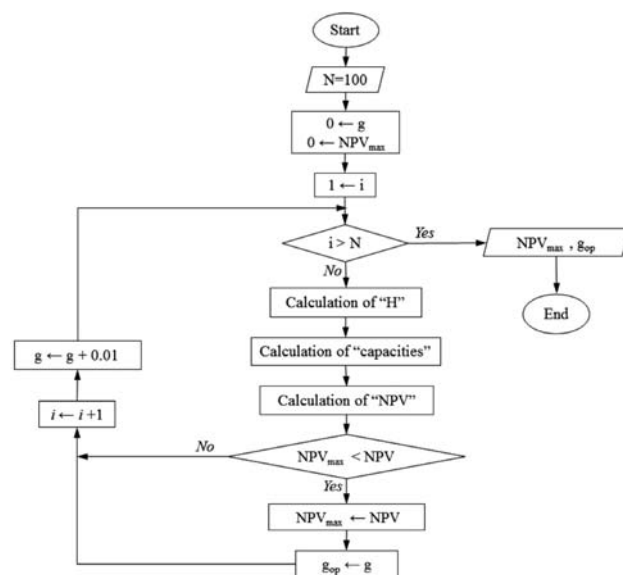 Start
N=100
0 ← g
0 ← NPVmax
1 ← i
i > N
Yes
NPVmax , gop
End
No
Calculation of “H”
Calculation of “capacities”
Calculation of “NPV”
NPVmax < NPV
No
Yes
NPVmax ← NPV
gop ← g
i ← i +1
g ← g + 0.01